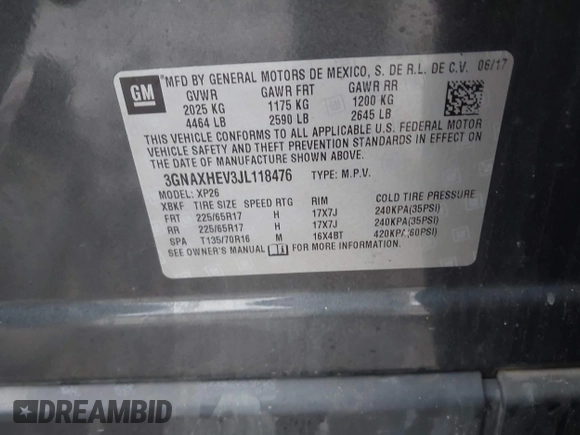 GM
MFD BY GENERAL MOTORS DE MEXICO, S. DE R.L. DE C.V. 06/17
GVWR GAWR FRT GAWR RR
2025 KG 1175 KG 1200 KG
4464 LB 2590 LB 2645 LB
THIS VEHICLE CONFORMS TO ALL APPLICABLE U.S. FEDERAL MOTOR
VEHICLE SAFETY AND THEFT PREVENTION STANDARDS IN EFFECT ON
THE DATE OF MANUFACTURE SHOWN ABOVE.
3GNAXHEV3JL118476 TYPE: M.P.V.
MODEL: XP26
XBKF TIRE SIZE SPEED RTG RIM COLD TIRE PRESSURE
FRT 225/65R17 H 17X7J 240KPA(35PSI)
RR 225/65R17 H 17X7J 240KPA(35PSI)
SPA T135/70R16 M 16X4BT 420KPA(60PSI)
SEE OWNER'S MANUAL FOR MORE INFORMATION.
DREAMBID